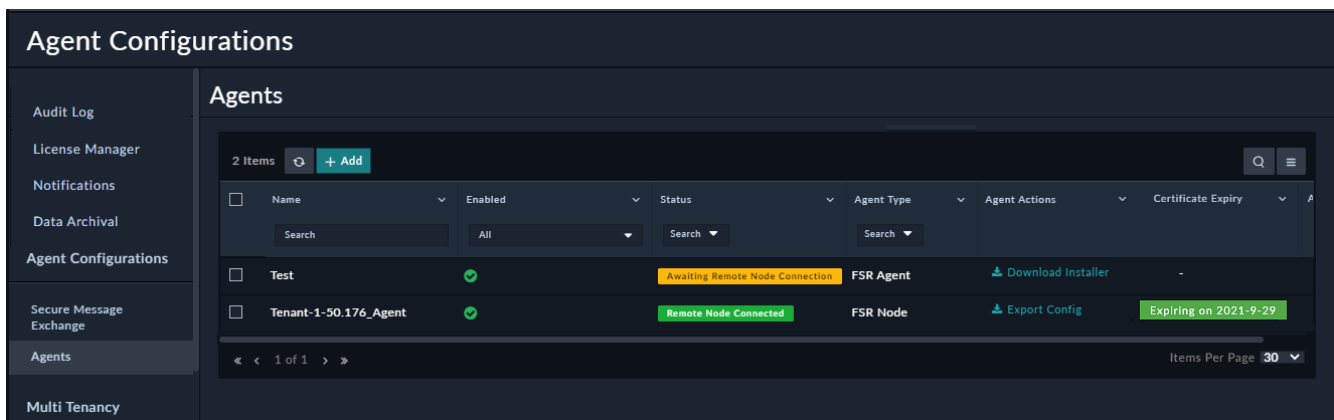 Agent Configurations
Audit Log
License Manager
Notifications
Data Archival
Agent Configurations
Secure Message
Exchange
Agents
Multi Tenancy
Agents
2 Items + Add
Name Enabled Status Agent Type Agent Actions Certificate Expiry A
Search All Search Search
Test Awaiting Remote Node Connection FSR Agent Download Installer -
Tenant-1-50.176_Agent Remote Node Connected FSR Node Export Config Expiring on 2021-9-29
« < 1 of 1 > » Items Per Page 30